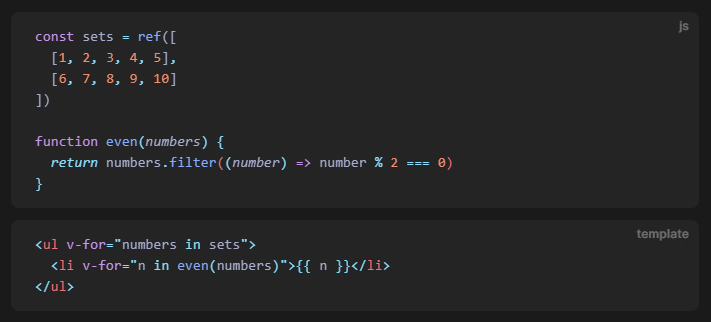 js
const sets = ref([
  [1, 2, 3, 4, 5],
  [6, 7, 8, 9, 10]
])

function even(numbers) {
  return numbers.filter((number) => number % 2 === 0)
}

template
<ul v-for="numbers in sets">
  <li v-for="n in even(numbers)">{{ n }}</li>
</ul>